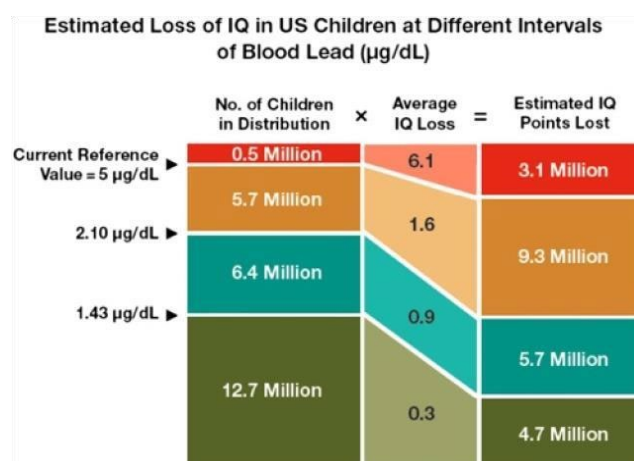 Estimated Loss of IQ in US Children at Different Intervals
of Blood Lead (µg/dL)
No. of Children
in Distribution
×
Average
IQ Loss
=
Estimated IQ
Points Lost
Current Reference
Value = 5 µg/dL
0.5 Million
6.1
3.1 Million
5.7 Million
1.6
9.3 Million
2.10 µg/dL
6.4 Million
0.9
5.7 Million
1.43 µg/dL
12.7 Million
0.3
4.7 Million